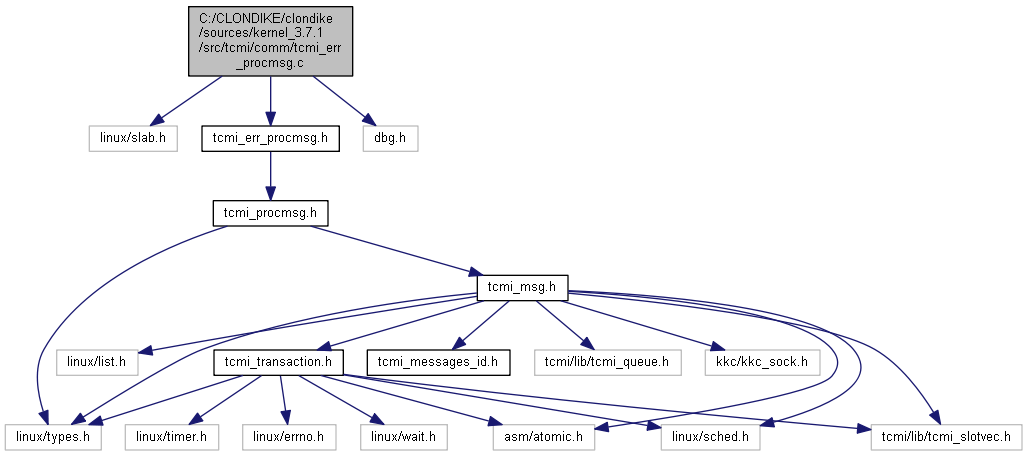 C:/CLONDIKE/clondike
/sources/kernel_3.7.1
/src/tcmi/comm/tcmi_err
_procmsg.c
linux/slab.h
tcmi_err_procmsg.h
dbg.h
tcmi_procmsg.h
tcmi_msg.h
linux/list.h
tcmi_transaction.h
tcmi_messages_id.h
tcmi/lib/tcmi_queue.h
kkc/kkc_sock.h
linux/types.h
linux/timer.h
linux/errno.h
linux/wait.h
asm/atomic.h
linux/sched.h
tcmi/lib/tcmi_slotvec.h